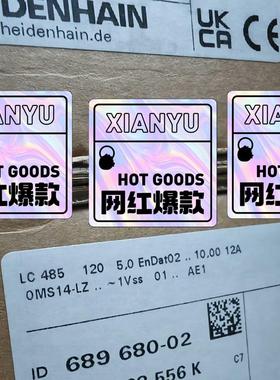 DENHAIN
heidenhain.de
UK
CA
CE
XIANYU
HOT GOODS
网红爆款
XIANYU
HOT GOODS
网红爆款
XIANYU
HOT GOODS
网红爆
LC 485 120 5,0 EnDat02 .. 10.00 12A
0MS14-LZ .. ~1Vss 01 .. AE1
ID 689 680-02
556 K
C7